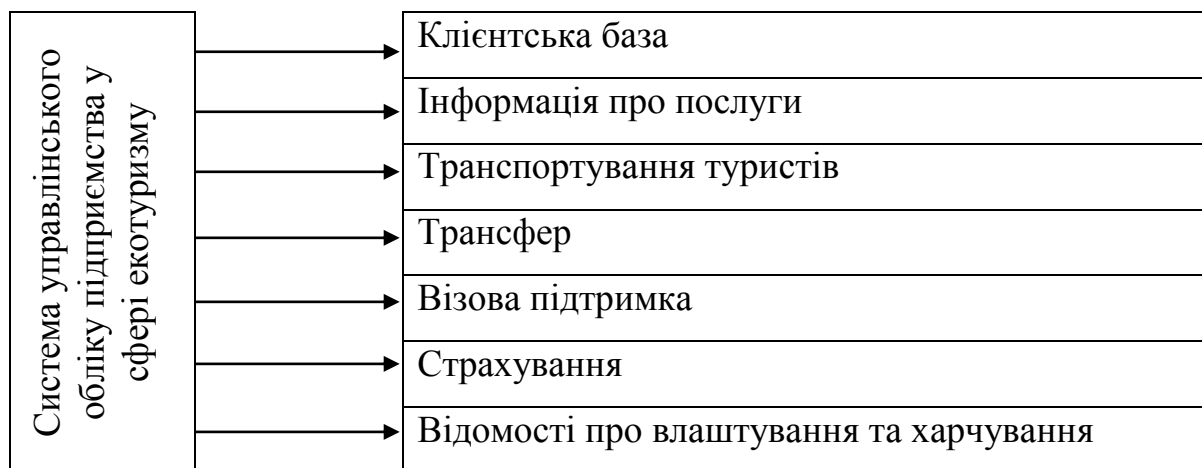 Система управлінського
обліку підприємства у
сфері екотуризму
Клієнтська база
Інформація про послуги
Транспортування туристів
Трансфер
Візова підтримка
Страхування
Відомості про влаштування та харчування